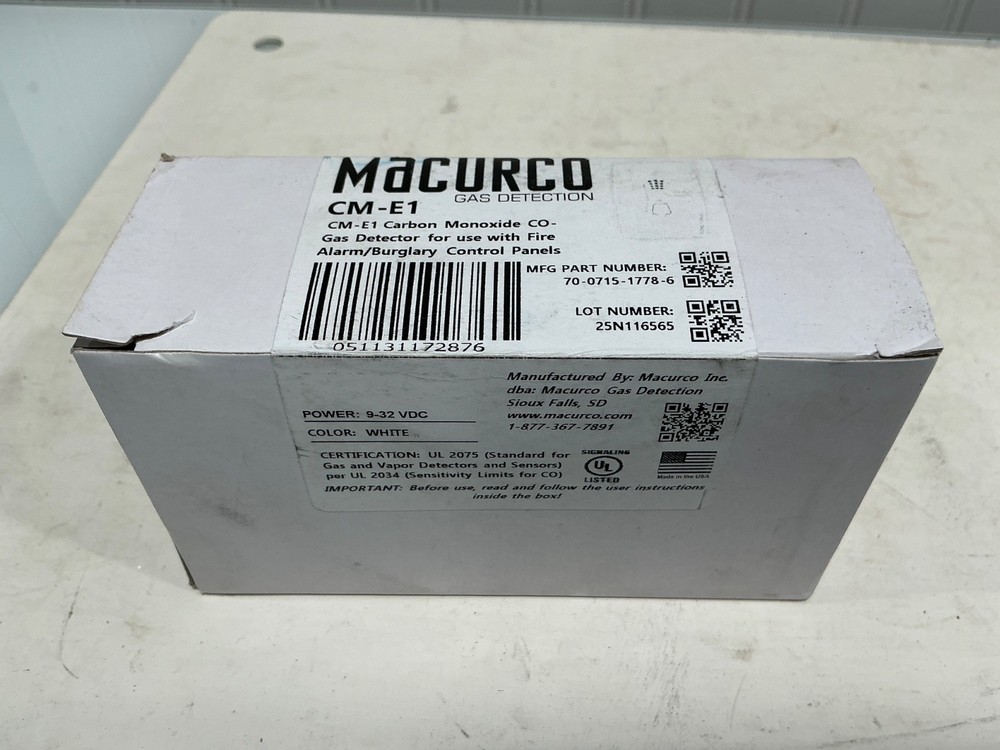 MACURCO
GAS DETECTION
CM-E1
CM-E1 Carbon Monoxide CO-
Gas Detector for use with Fire
Alarm/Burglary Control Panels
MFG PART NUMBER:
70-0715-1778-6
LOT NUMBER:
25N116565
051131172876
Manufactured By: Macurco Inc.
dba: Macurco Gas Detection
Sioux Falls, SD
www.macurco.com
1-877-367-7891
POWER: 9-32 VDC
COLOR: WHITE
CERTIFICATION: UL 2075 (Standard for
Gas and Vapor Detectors and Sensors)
per UL 2034 (Sensitivity Limits for CO)
SIGNALING
UL
LISTED
Made in the USA
IMPORTANT: Before use, read and follow the user instructions
inside the box!